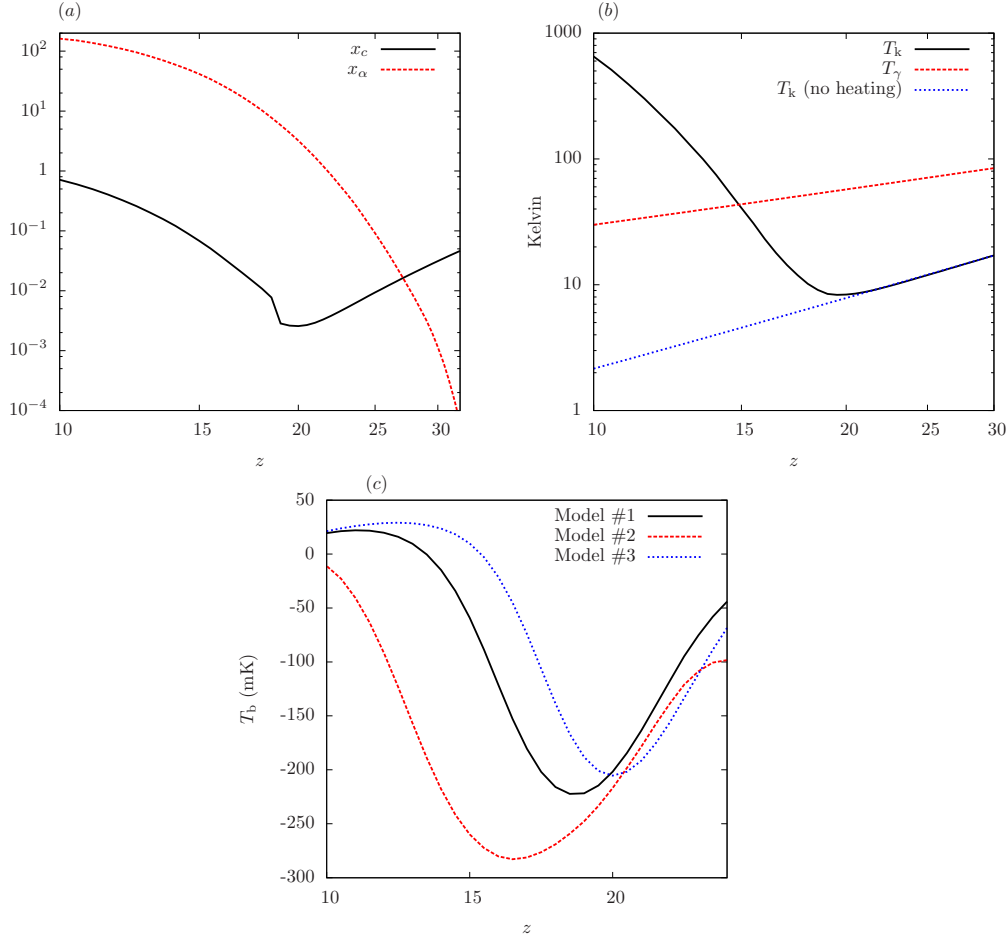 (a)
x_c
x_α
10^2
10^1
1
10^{-1}
10^{-2}
10^{-3}
10^{-4}
10 15 20 25 30
z
(b)
T_k
T_γ
T_k (no heating)
1000
100
10
1
Kelvin
10 15 20 25 30
z
(c)
Model #1
Model #2
Model #3
50
0
-50
-100
-150
-200
-250
-300
T_b (mK)
10 15 20
z